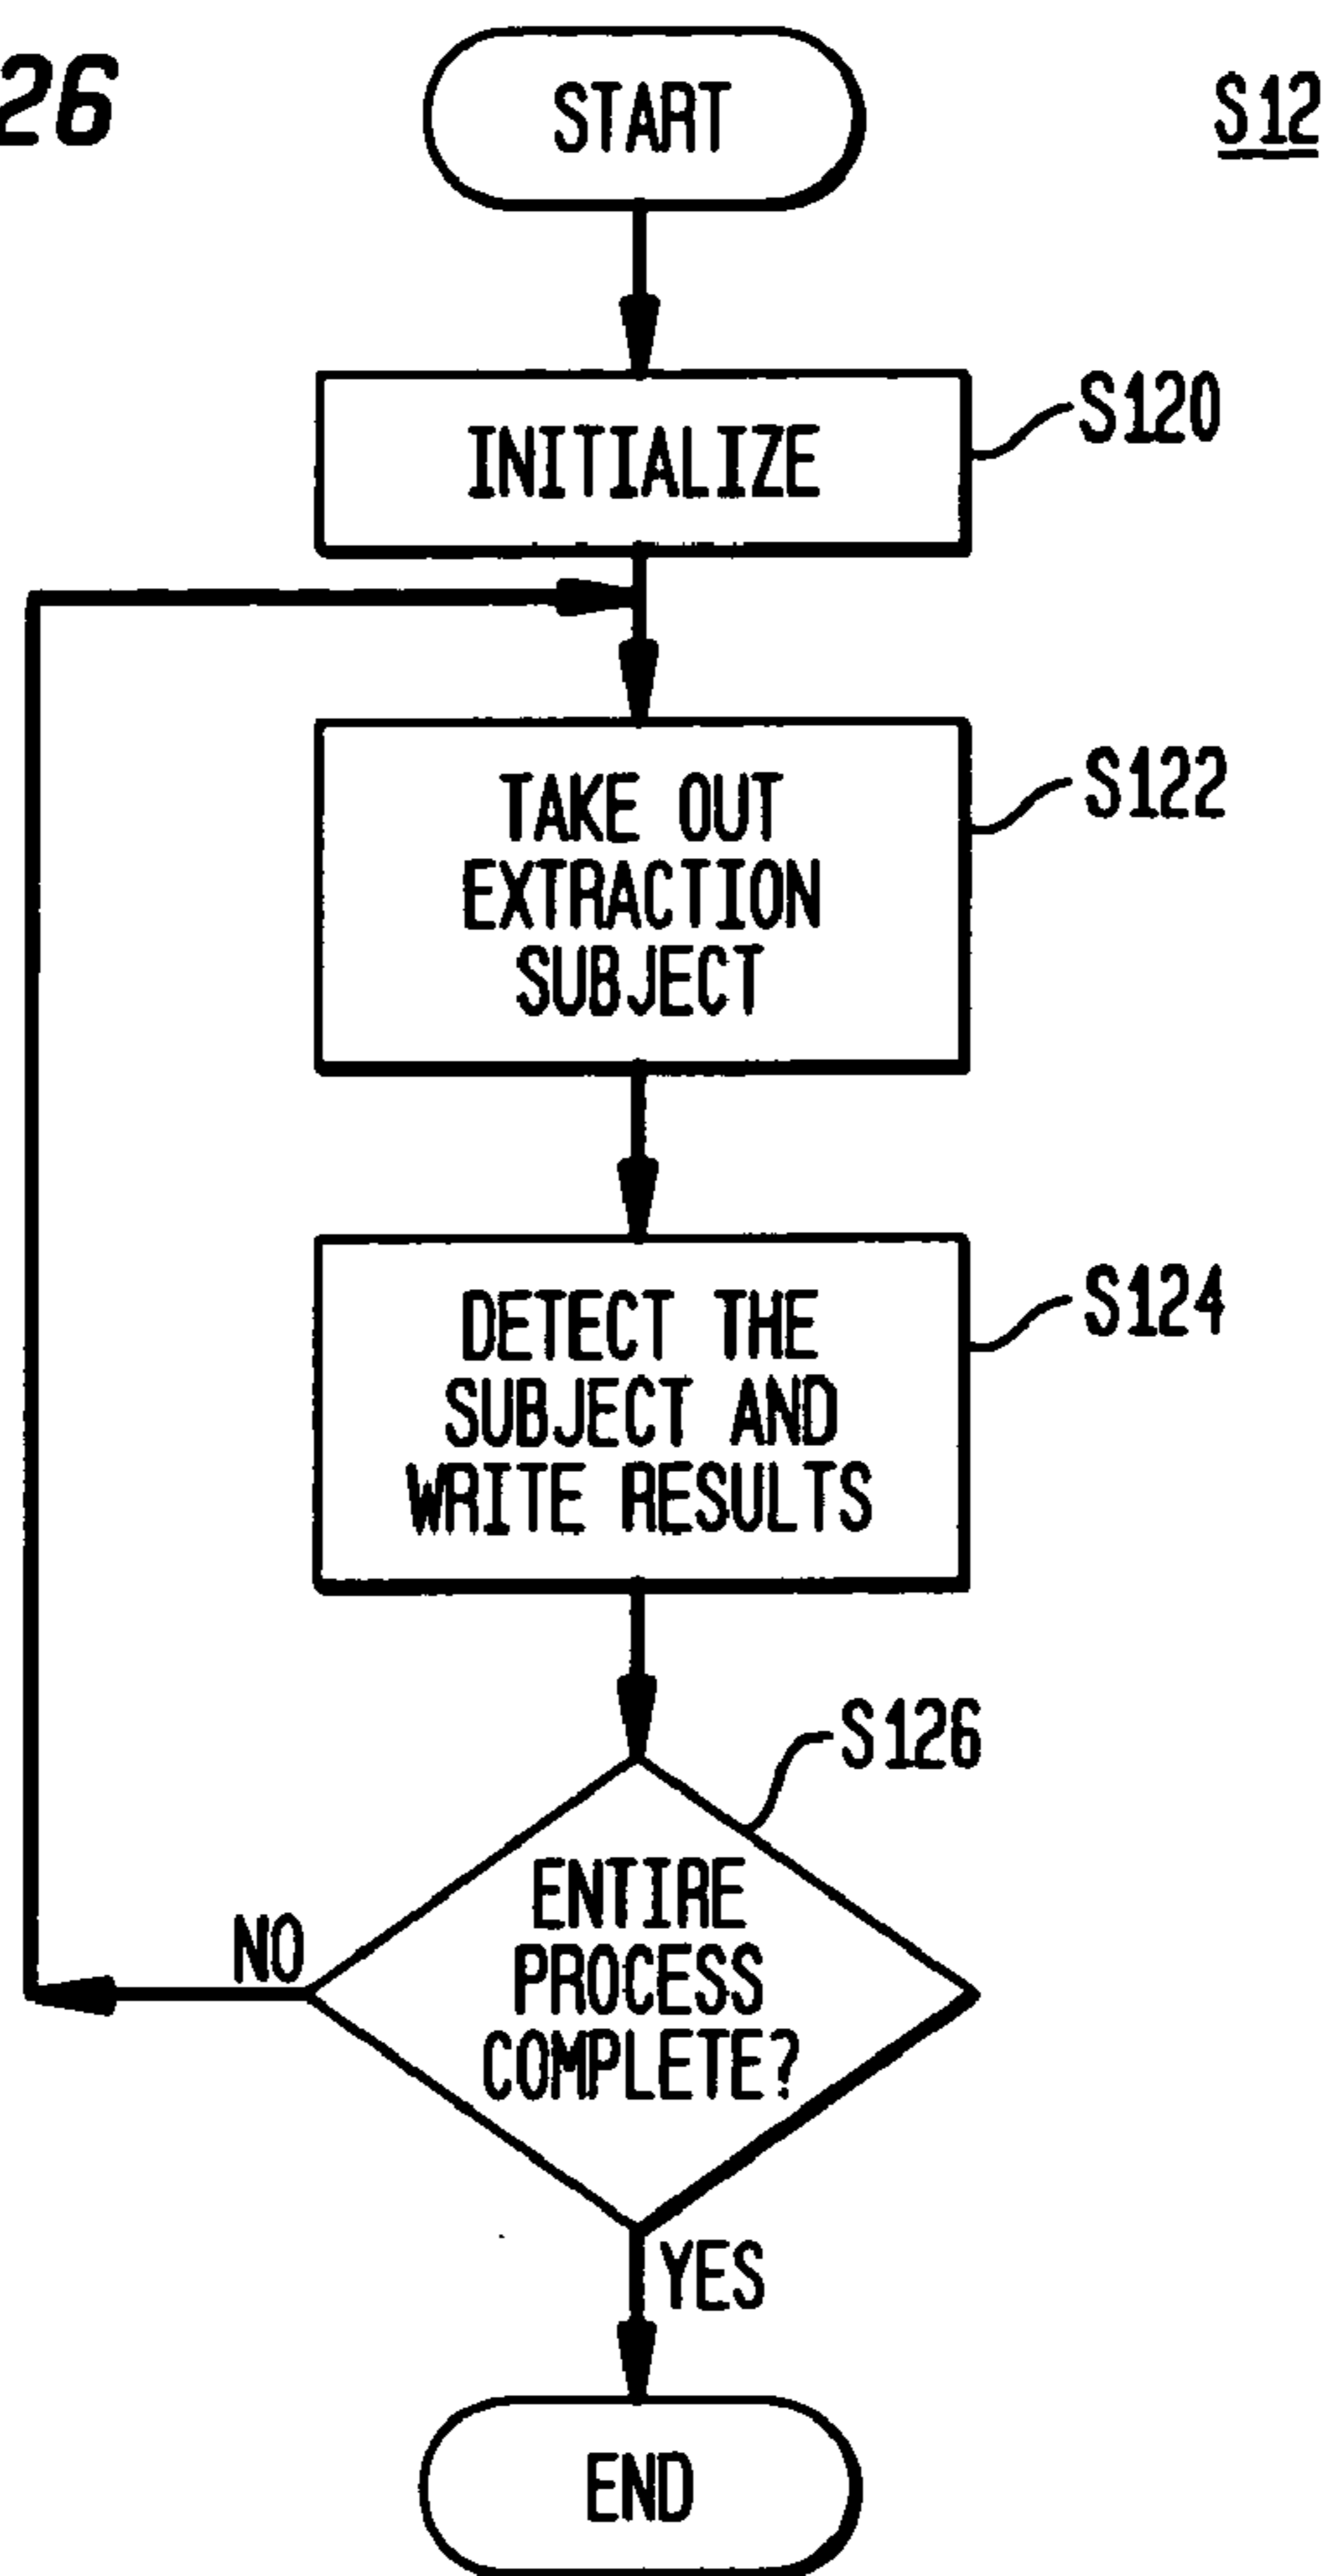 26
S12
START
INITIALIZE
S120
TAKE OUT
EXTRACTION
SUBJECT
S122
DETECT THE
SUBJECT AND
WRITE RESULTS
S124
S126
ENTIRE
PROCESS
COMPLETE?
NO
YES
END